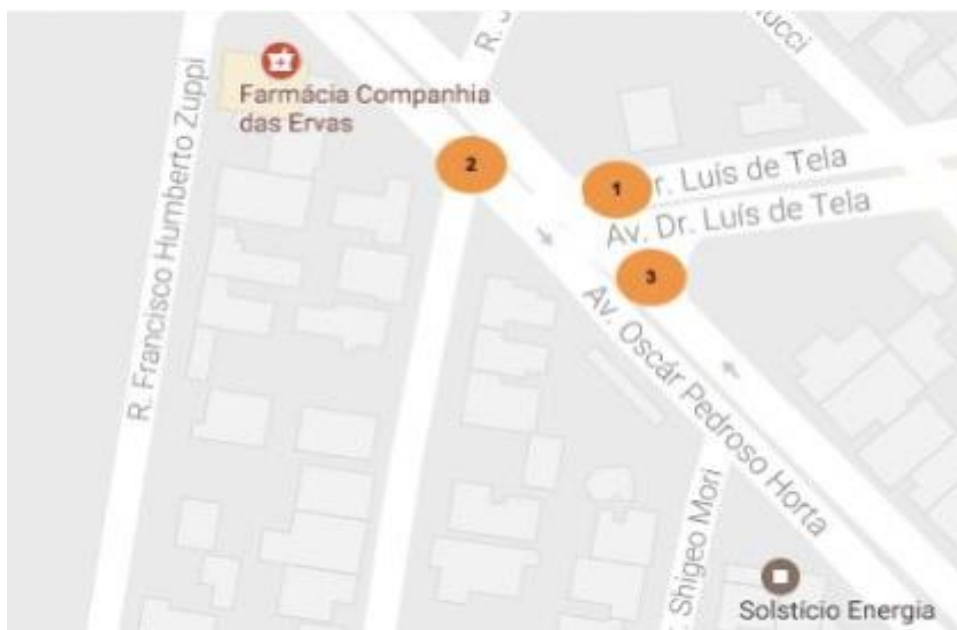 R. J
tucci
R. Francisco Humberto Zuppi
Farmácia Companhia
das Ervas
2
1
r. Luís de Tela
Av. Dr. Luís de Tela
3
Av. Oscár Pedroso Horta
Shigeo Mori
Solstício Energia